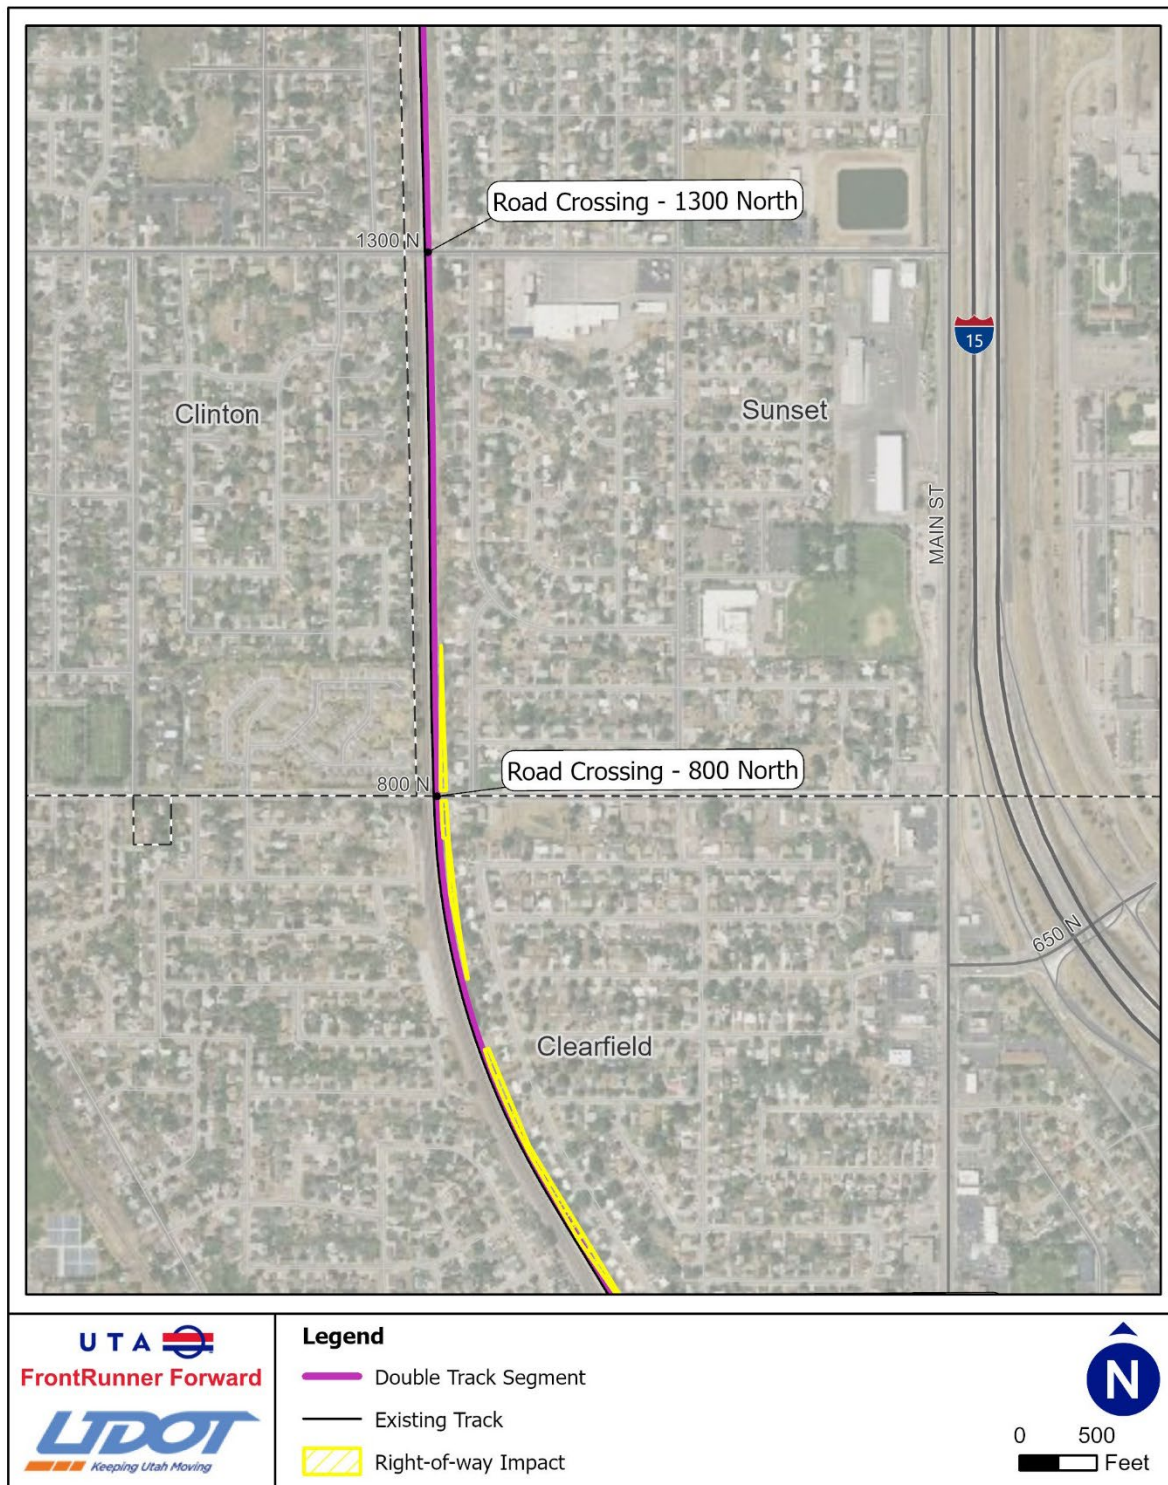 Road Crossing - 1300 North
1300 N
15
Clinton
Sunset
MAIN ST
Road Crossing - 800 North
800 N
650 N
Clearfield
UTA
FrontRunner Forward
UDOT
Keeping Utah Moving
Legend
Double Track Segment
Existing Track
Right-of-way Impact
N
0 500
Feet